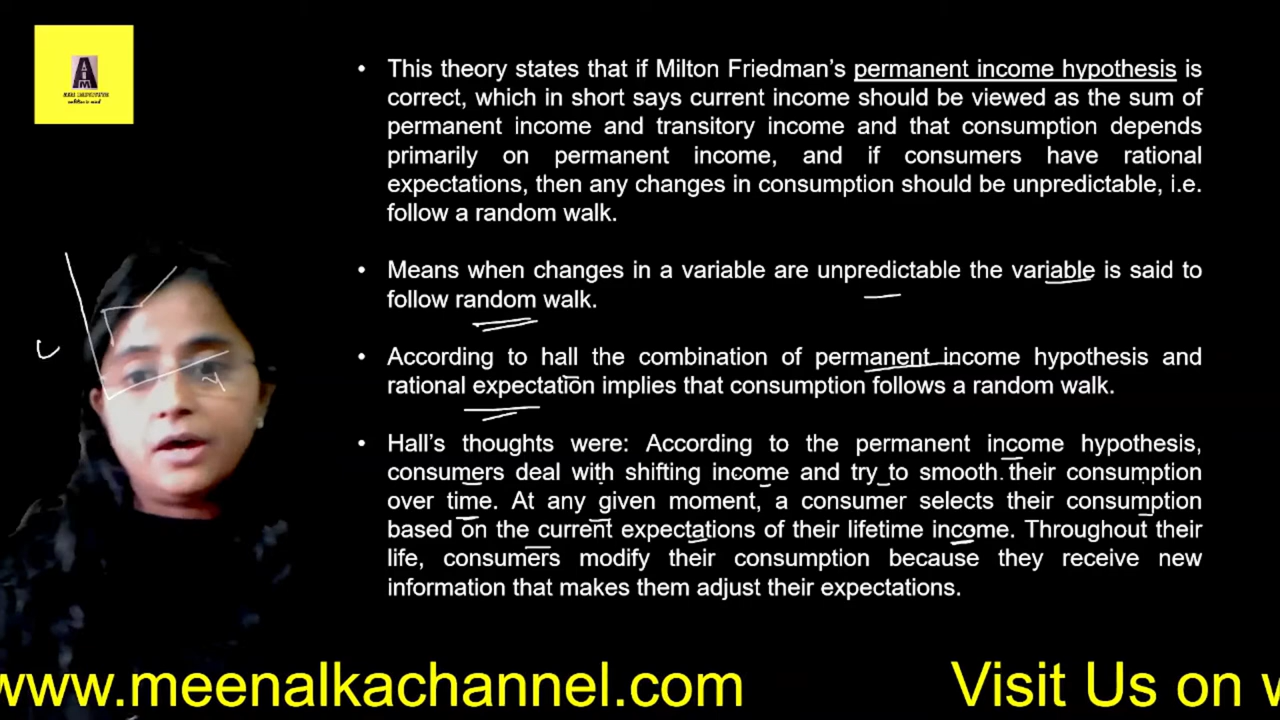 • This theory states that if Milton Friedman's permanent income hypothesis is
correct, which in short says current income should be viewed as the sum of
permanent income and transitory income and that consumption depends
primarily on permanent income, and if consumers have rational
expectations, then any changes in consumption should be unpredictable, i.e.
follow a random walk.
• Means when changes in a variable are unpredictable the variable is said to
follow random walk.
• According to hall the combination of permanent income hypothesis and
rational expectation implies that consumption follows a random walk.
• Hall's thoughts were: According to the permanent income hypothesis,
consumers deal with shifting income and try to smooth their consumption
over time. At any given moment, a consumer selects their consumption
based on the current expectations of their lifetime income. Throughout their
life, consumers modify their consumption because they receive new
information that makes them adjust their expectations.
www.meenalkachannel.com Visit Us on